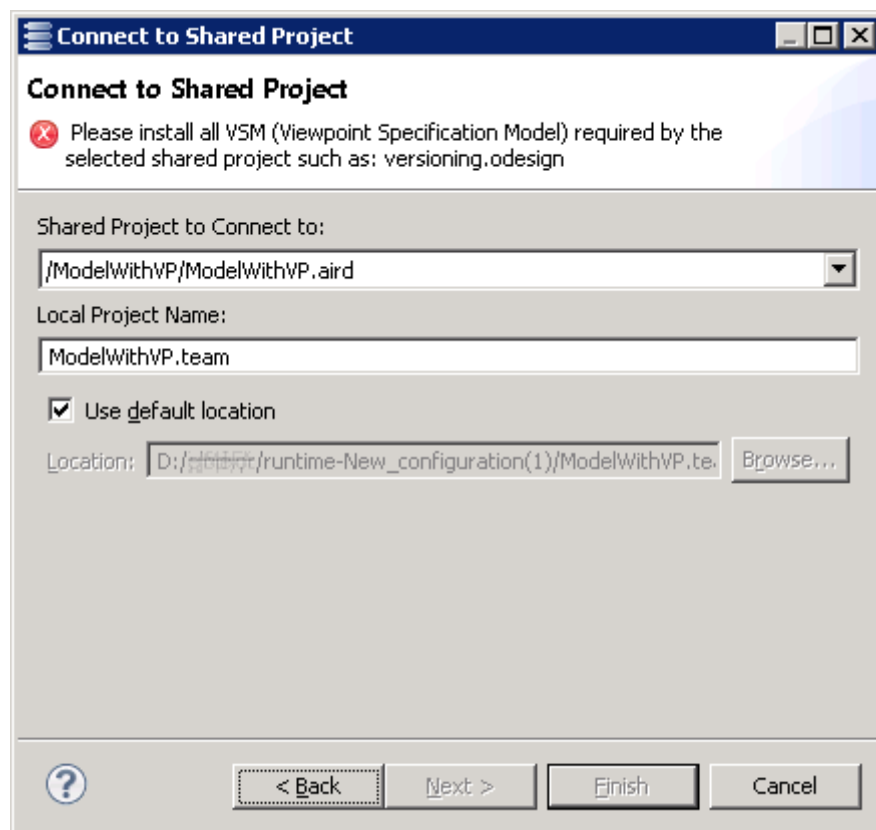 Connect to Shared Project
Connect to Shared Project
Please install all VSM (Viewpoint Specification Model) required by the
selected shared project such as: versioning.odesign
Shared Project to Connect to:
/ModelWithVP/ModelWithVP.aird
Local Project Name:
ModelWithVP.team
Use default location
Location: D:/ /runtime-New_configuration(1)/ModelWithVP.te Browse...
? < Back Next > Finish Cancel